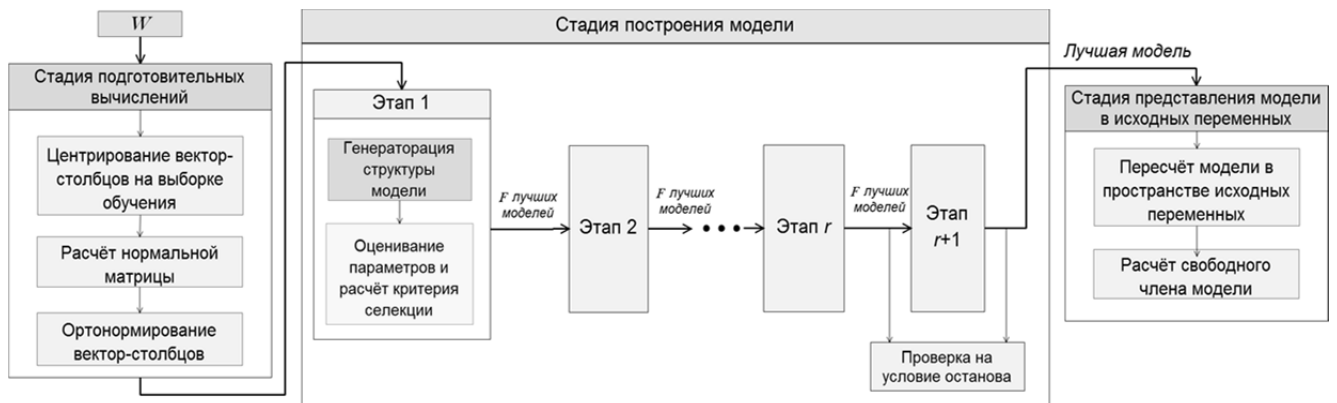 W
Стадия подготовительных
вычислений
Центрирование вектор-
столбцов на выборке
обучения
Расчёт нормальной
матрицы
Ортонормирование
вектор-столбцов
Стадия построения модели
Этап 1
Генераторация
структуры
модели
Оценивание
параметров и
расчёт критерия
селекции
F лучших
моделей
Этап 2
F лучших
моделей
• • •
Этап r
F лучших
моделей
Этап
r+1
Проверка на
условие останова
Лучшая модель
Стадия представления модели
в исходных переменных
Пересчёт модели в
пространстве исходных
переменных
Расчёт свободного
члена модели